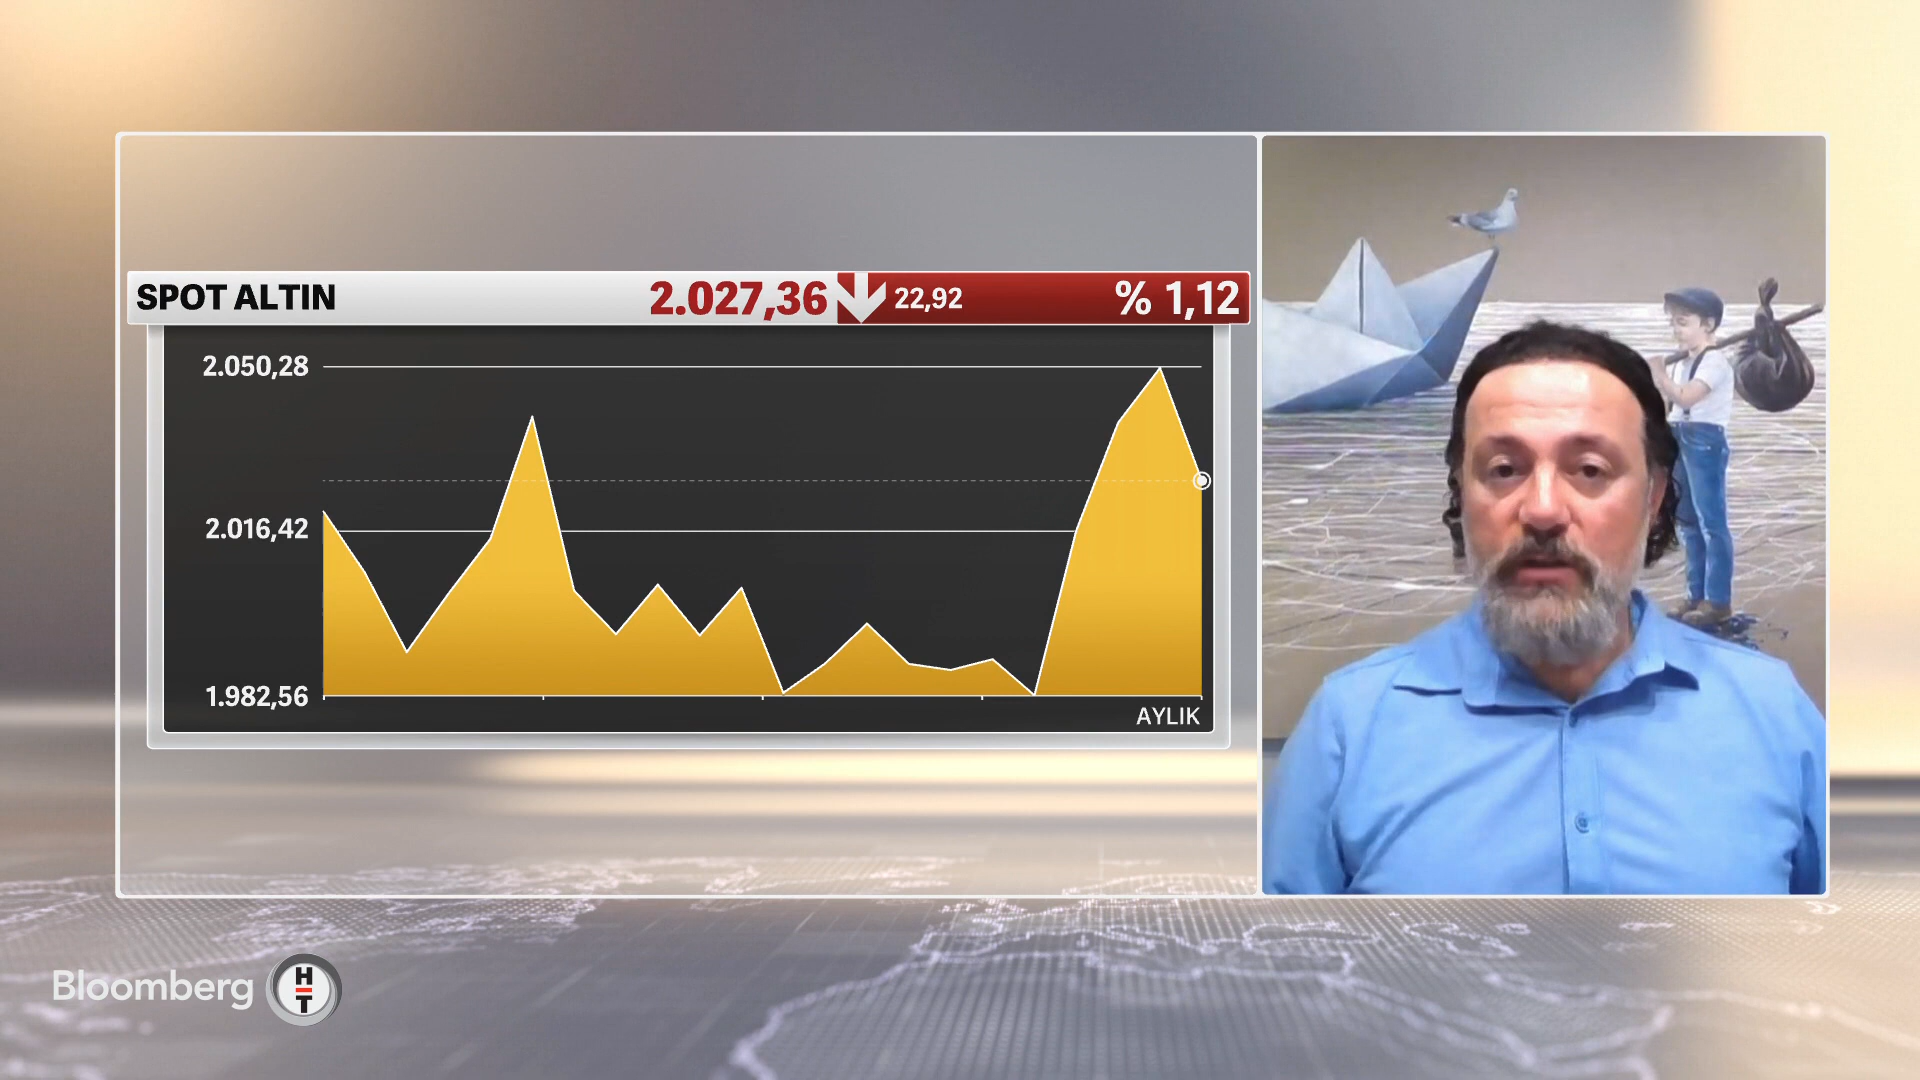 SPOT ALTIN 2.027,36 22,92 % 1,12
2.050,28
2.016,42
1.982,56
AYLIK
Bloomberg HT